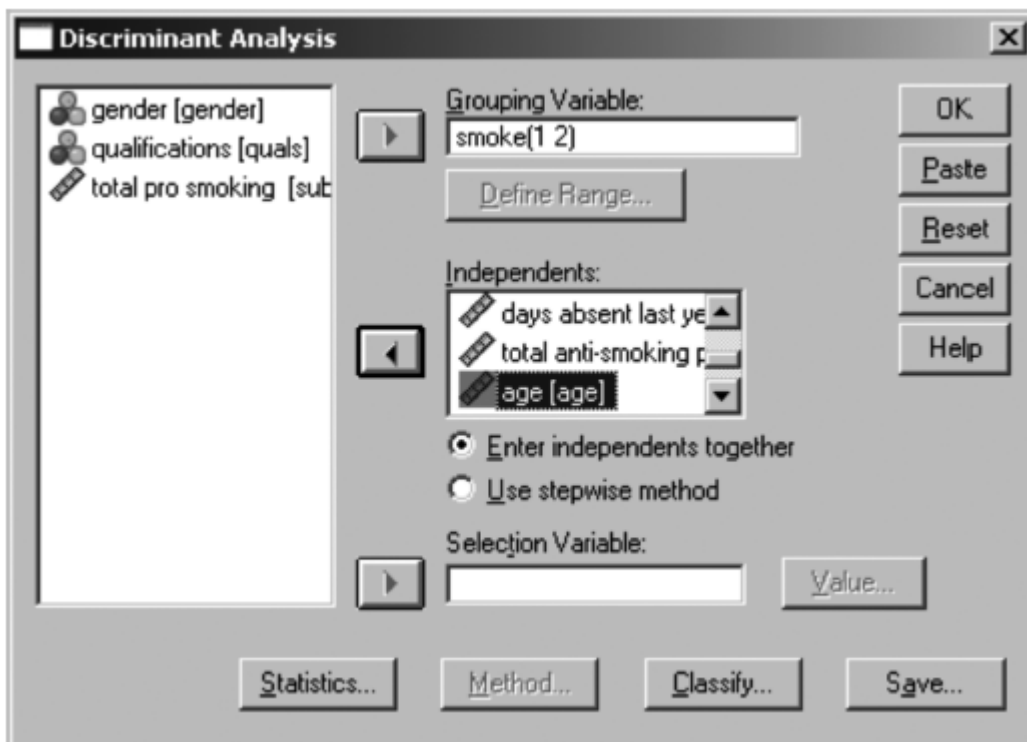 Discriminant Analysis
gender [gender]
qualifications [quals]
total pro smoking [sub
Grouping Variable:
smoke(1 2)
Define Range...
Independents:
days absent last ye
total anti-smoking p
age [age]
Enter independents together
Use stepwise method
Selection Variable:
Value...
OK
Paste
Reset
Cancel
Help
Statistics...
Method...
Classify...
Save...